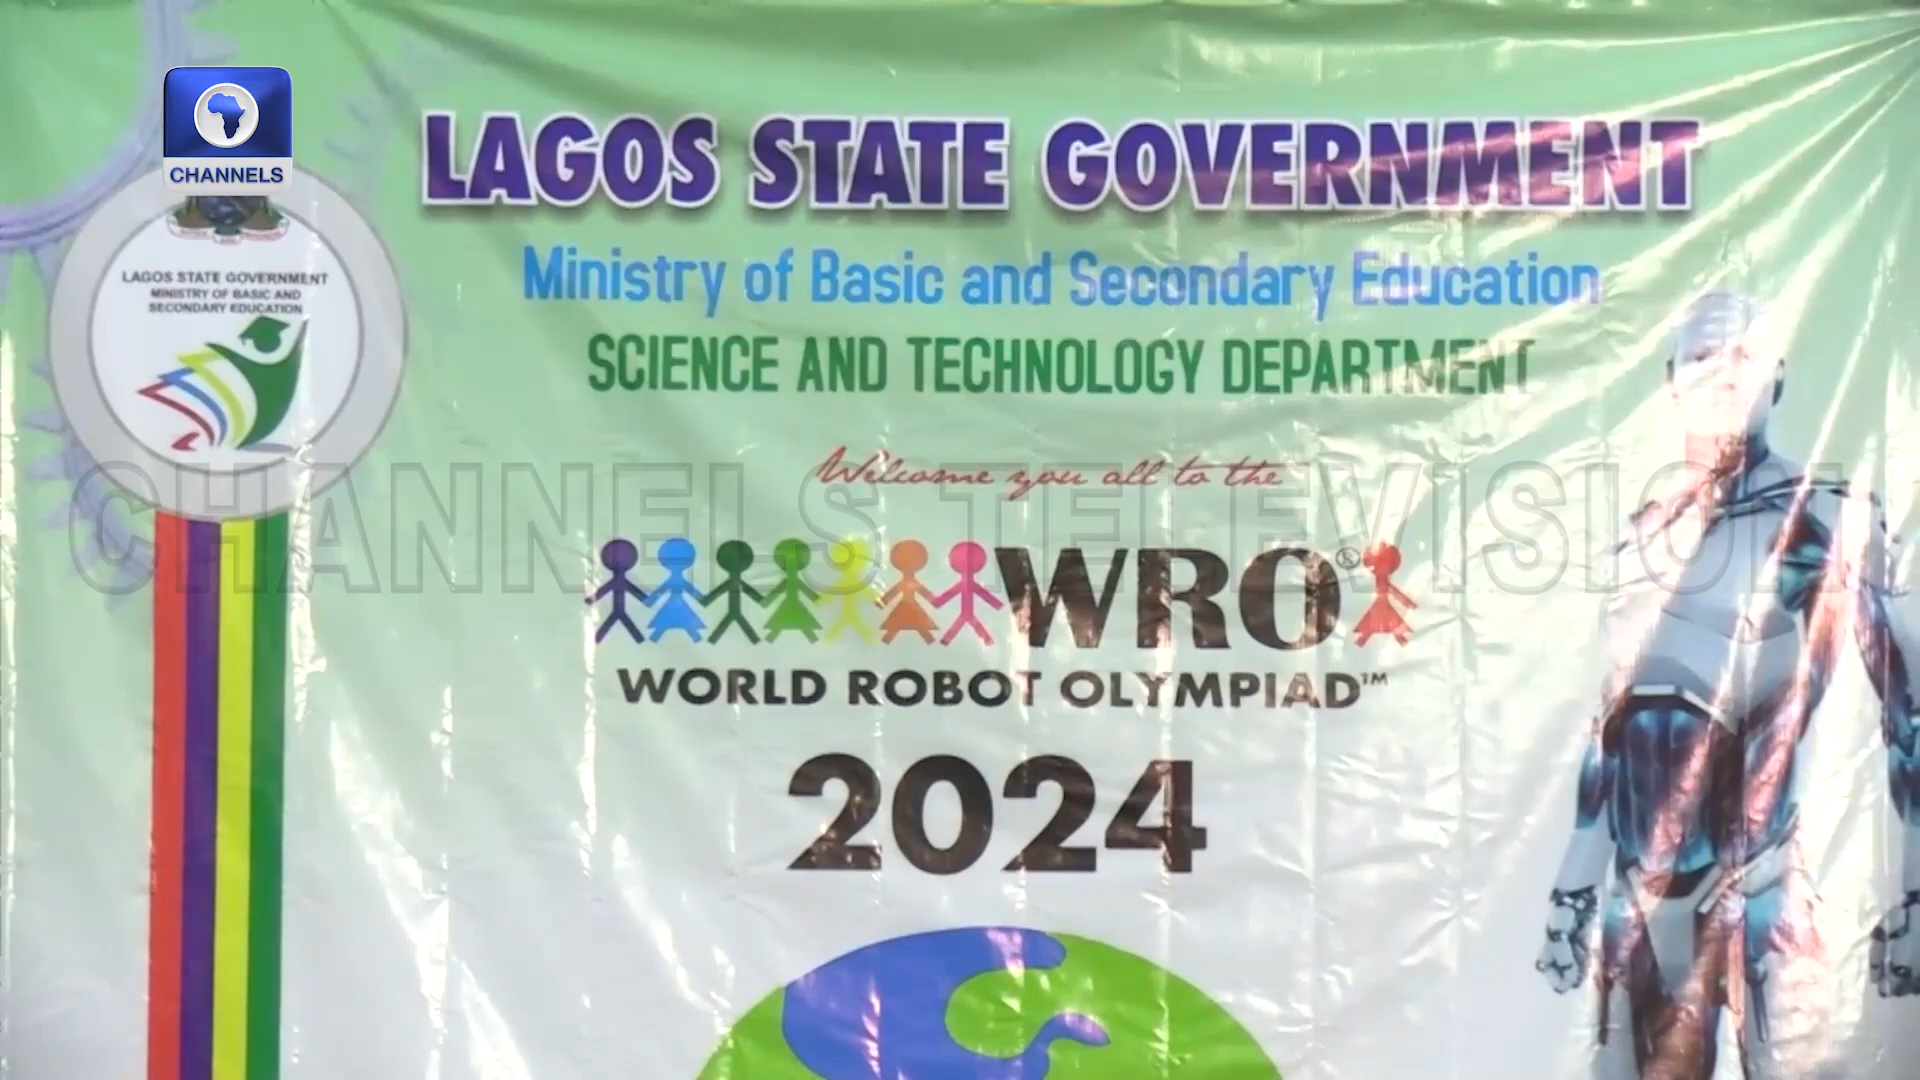 CHANNELS
LAGOS STATE GOVERNMENT
Ministry of Basic and Secondary Education
SCIENCE AND TECHNOLOGY DEPARTMENT
LAGOS STATE GOVERNMENT
MINISTRY OF BASIC AND
SECONDARY EDUCATION
Welcome you all to the
CHANNELS TELEVISION
WRO®
WORLD ROBOT OLYMPIAD™
2024